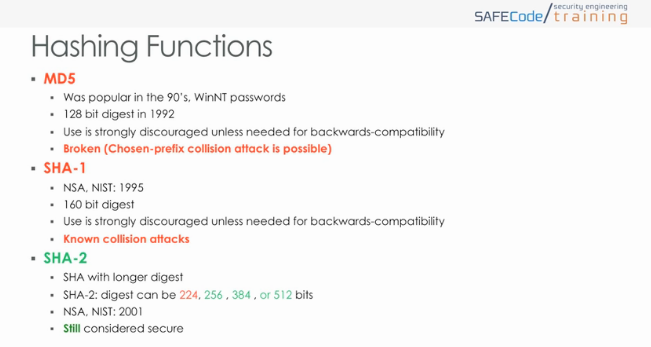 security engineering
SAFECode/training
Hashing Functions
▪ MD5
▪ Was popular in the 90's, WinNT passwords
▪ 128 bit digest in 1992
▪ Use is strongly discouraged unless needed for backwards-compatibility
▪ Broken (Chosen-prefix collision attack is possible)
▪ SHA-1
▪ NSA, NIST: 1995
▪ 160 bit digest
▪ Use is strongly discouraged unless needed for backwards-compatibility
▪ Known collision attacks
▪ SHA-2
▪ SHA with longer digest
▪ SHA-2: digest can be 224, 256 , 384 , or 512 bits
▪ NSA, NIST: 2001
▪ Still considered secure